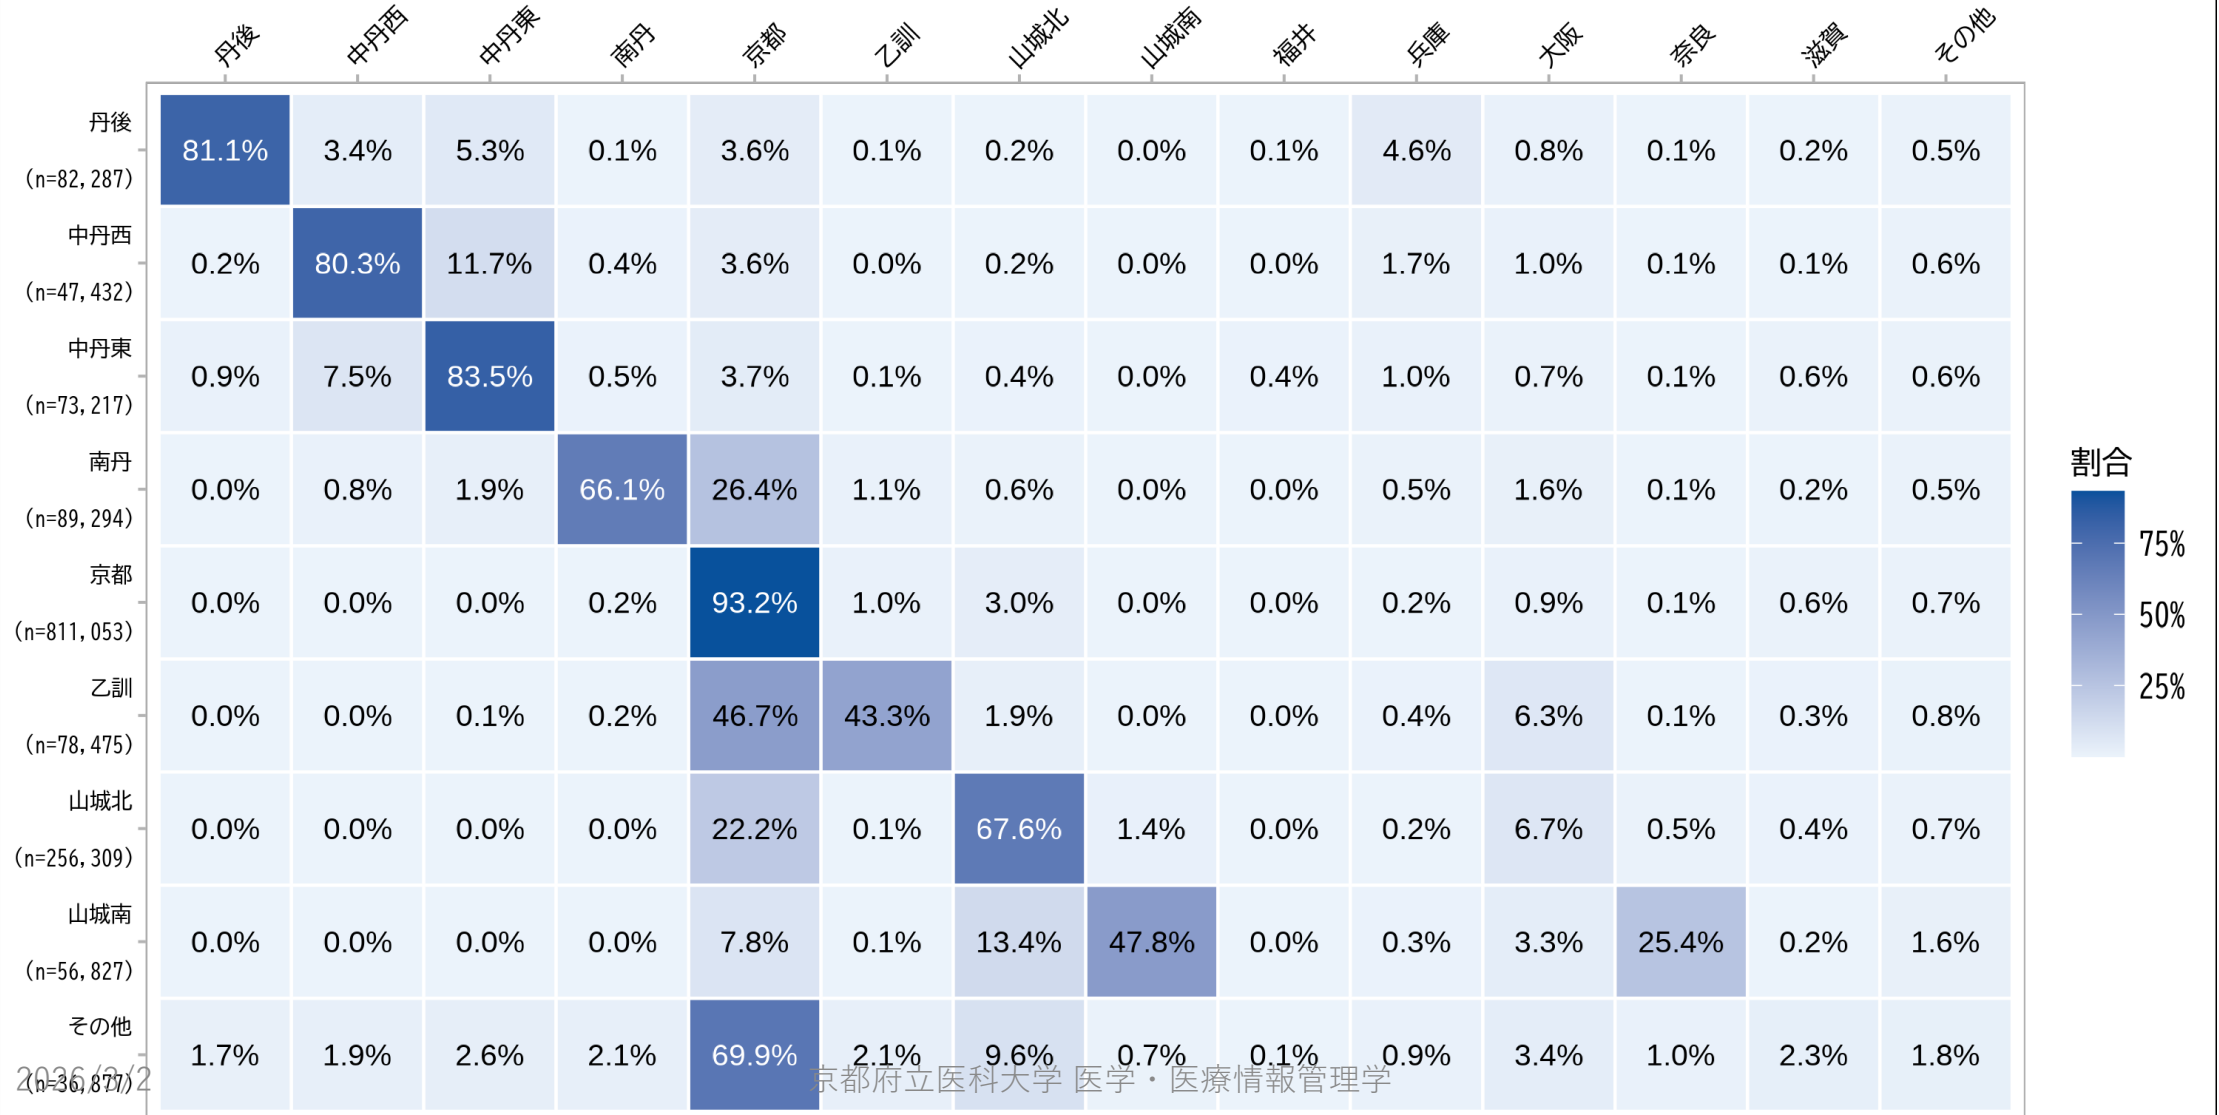 丹後 中丹西 中丹東 南丹 京都 乙訓 山城北 山城南 福井 兵庫 大阪 奈良 滋賀 その他
丹後
81.1% 3.4% 5.3% 0.1% 3.6% 0.1% 0.2% 0.0% 0.1% 4.6% 0.8% 0.1% 0.2% 0.5%
(n=82,287)
中丹西
0.2% 80.3% 11.7% 0.4% 3.6% 0.0% 0.2% 0.0% 0.0% 1.7% 1.0% 0.1% 0.1% 0.6%
(n=47,432)
中丹東
0.9% 7.5% 83.5% 0.5% 3.7% 0.1% 0.4% 0.0% 0.4% 1.0% 0.7% 0.1% 0.6% 0.6%
(n=73,217)
南丹
0.0% 0.8% 1.9% 66.1% 26.4% 1.1% 0.6% 0.0% 0.0% 0.5% 1.6% 0.1% 0.2% 0.5%
(n=89,294)
京都
0.0% 0.0% 0.0% 0.2% 93.2% 1.0% 3.0% 0.0% 0.0% 0.2% 0.9% 0.1% 0.6% 0.7%
(n=811,053)
乙訓
0.0% 0.0% 0.1% 0.2% 46.7% 43.3% 1.9% 0.0% 0.0% 0.4% 6.3% 0.1% 0.3% 0.8%
(n=78,475)
山城北
0.0% 0.0% 0.0% 0.0% 22.2% 0.1% 67.6% 1.4% 0.0% 0.2% 6.7% 0.5% 0.4% 0.7%
(n=256,309)
山城南
0.0% 0.0% 0.0% 0.0% 7.8% 0.1% 13.4% 47.8% 0.0% 0.3% 3.3% 25.4% 0.2% 1.6%
(n=56,827)
その他
1.7% 1.9% 2.6% 2.1% 69.9% 2.1% 9.6% 0.7% 0.1% 0.9% 3.4% 1.0% 2.3% 1.8%
(n=36,877)
2026/3/2
京都府立医科大学 医学・医療情報管理学
割合
75%
50%
25%